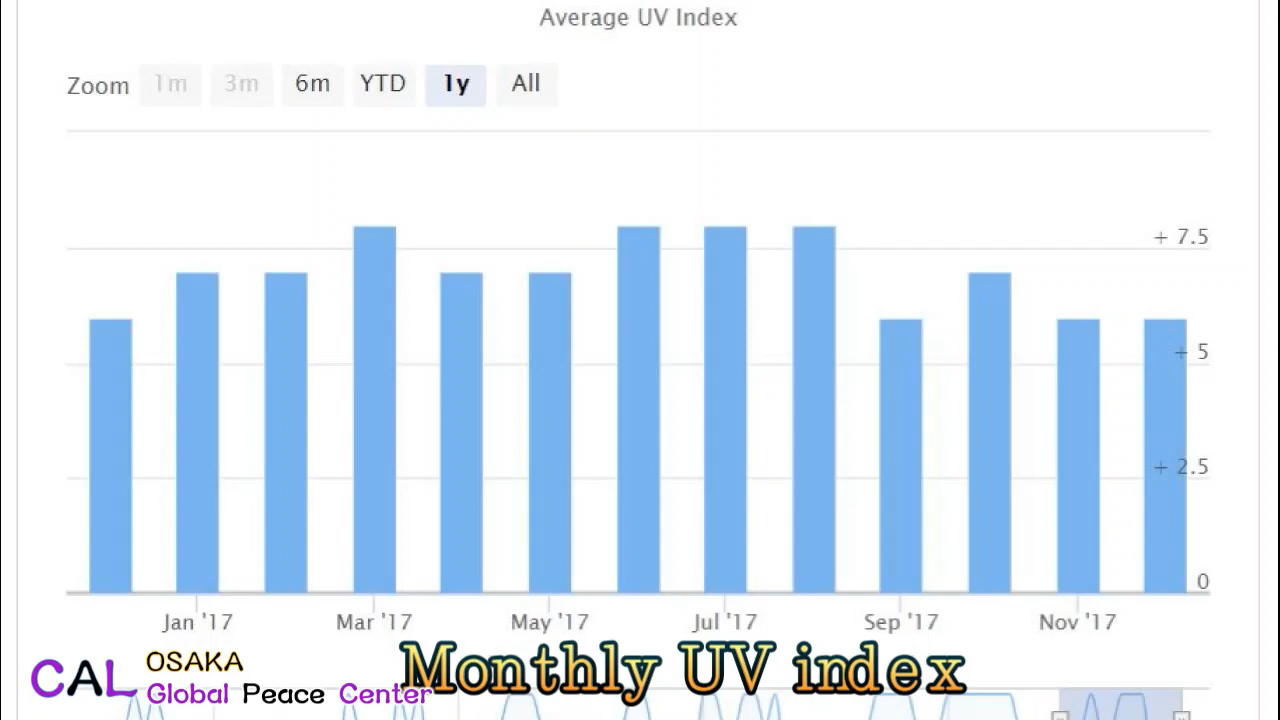 Average UV Index
Zoom 1m 3m 6m YTD 1y All
+ 7.5
+ 5
+ 2.5
0
Jan '17 Mar '17 May '17 Jul '17 Sep '17 Nov '17
Monthly UV index
CAL OSAKA
Global Peace Center